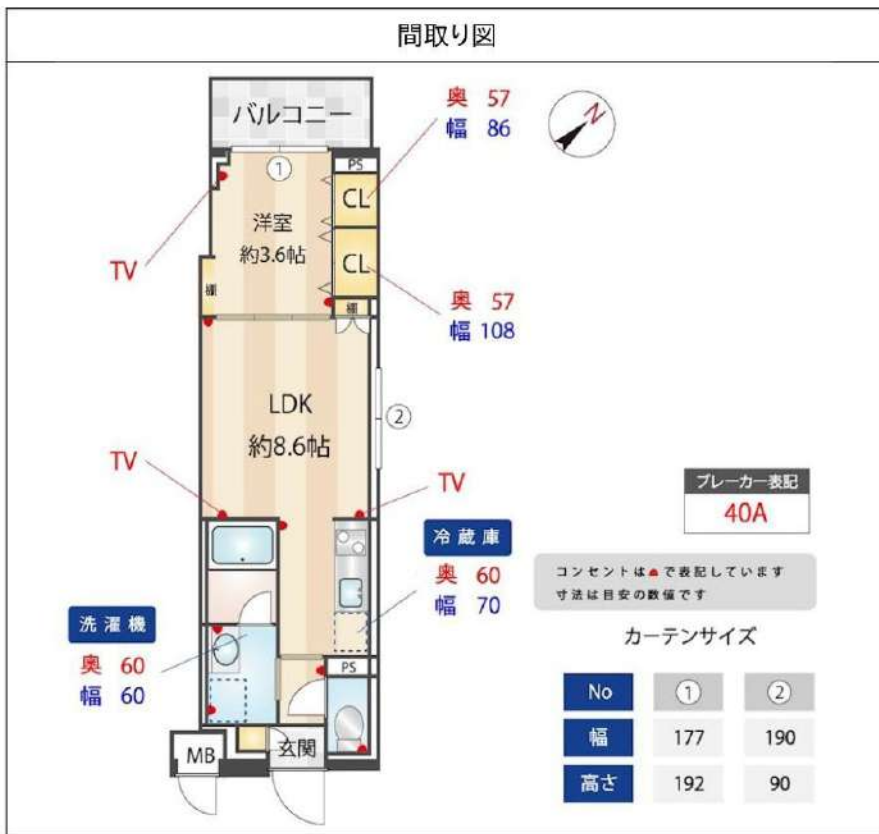 間取り図
バルコニー
奥 57
幅 86
N
①
PS
CL
洋室
約3.6帖
TV
CL
棚
奥 57
幅 108
棚
LDK
約8.6帖
②
TV
TV
ブレーカー表記
40A
冷蔵庫
奥 60
幅 70
コンセントは で表記しています
寸法は目安の数値です
カーテンサイズ
洗濯機
奥 60
幅 60
PS
No ① ②
幅 177 190
高さ 192 90
MB
玄関